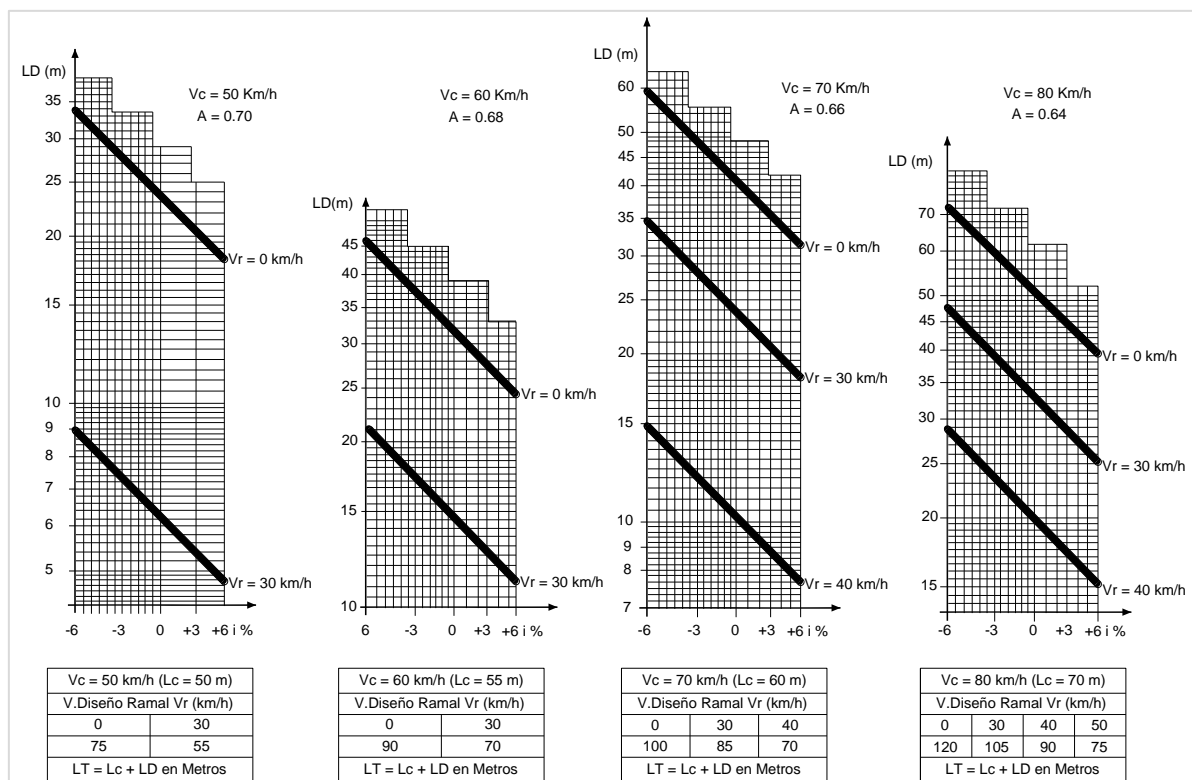 LD (m)
35
30
25
20
15
10
9
8
7
6
5
Vc = 50 Km/h
A = 0.70
Vr = 0 km/h
Vr = 30 km/h
-6 -3 0 +3 +6 i %
LD(m)
45
40
35
30
25
20
15
10
Vc = 60 Km/h
A = 0.68
Vr = 0 km/h
Vr = 30 km/h
6 -3 0 +3 +6 i %
LD (m)
60
50
45
40
35
30
25
20
15
10
9
8
7
Vc = 70 Km/h
A = 0.66
Vr = 0 km/h
Vr = 30 km/h
Vr = 40 km/h
-6 -3 0 +3 +6 i %
LD (m)
70
60
50
45
40
35
30
25
20
15
Vc = 80 Km/h
A = 0.64
Vr = 0 km/h
Vr = 30 km/h
Vr = 40 km/h
-6 -3 0 +3 +6 i %
Vc = 50 km/h (Lc = 50 m)
V.Diseño Ramal Vr (km/h)
0 30
75 55
LT = Lc + LD en Metros
Vc = 60 km/h (Lc = 55 m)
V.Diseño Ramal Vr (km/h)
0 30
90 70
LT = Lc + LD en Metros
Vc = 70 km/h (Lc = 60 m)
V.Diseño Ramal Vr (km/h)
0 30 40
100 85 70
LT = Lc + LD en Metros
Vc = 80 km/h (Lc = 70 m)
V.Diseño Ramal Vr (km/h)
0 30 40 50
120 105 90 75
LT = Lc + LD en Metros